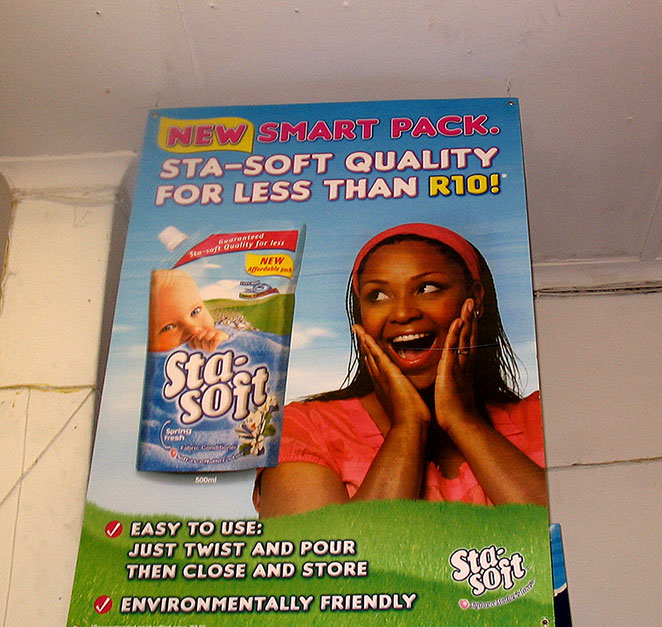 NEW SMART PACK.
STA-SOFT QUALITY
FOR LESS THAN R10!*
Guaranteed
Sta-soft Quality for less
NEW
Affordable pack
Sta-
soft
Spring
Fresh
Fabric Conditioner
500ml
EASY TO USE:
JUST TWIST AND POUR
THEN CLOSE AND STORE
ENVIRONMENTALLY FRIENDLY
Sta-
soft